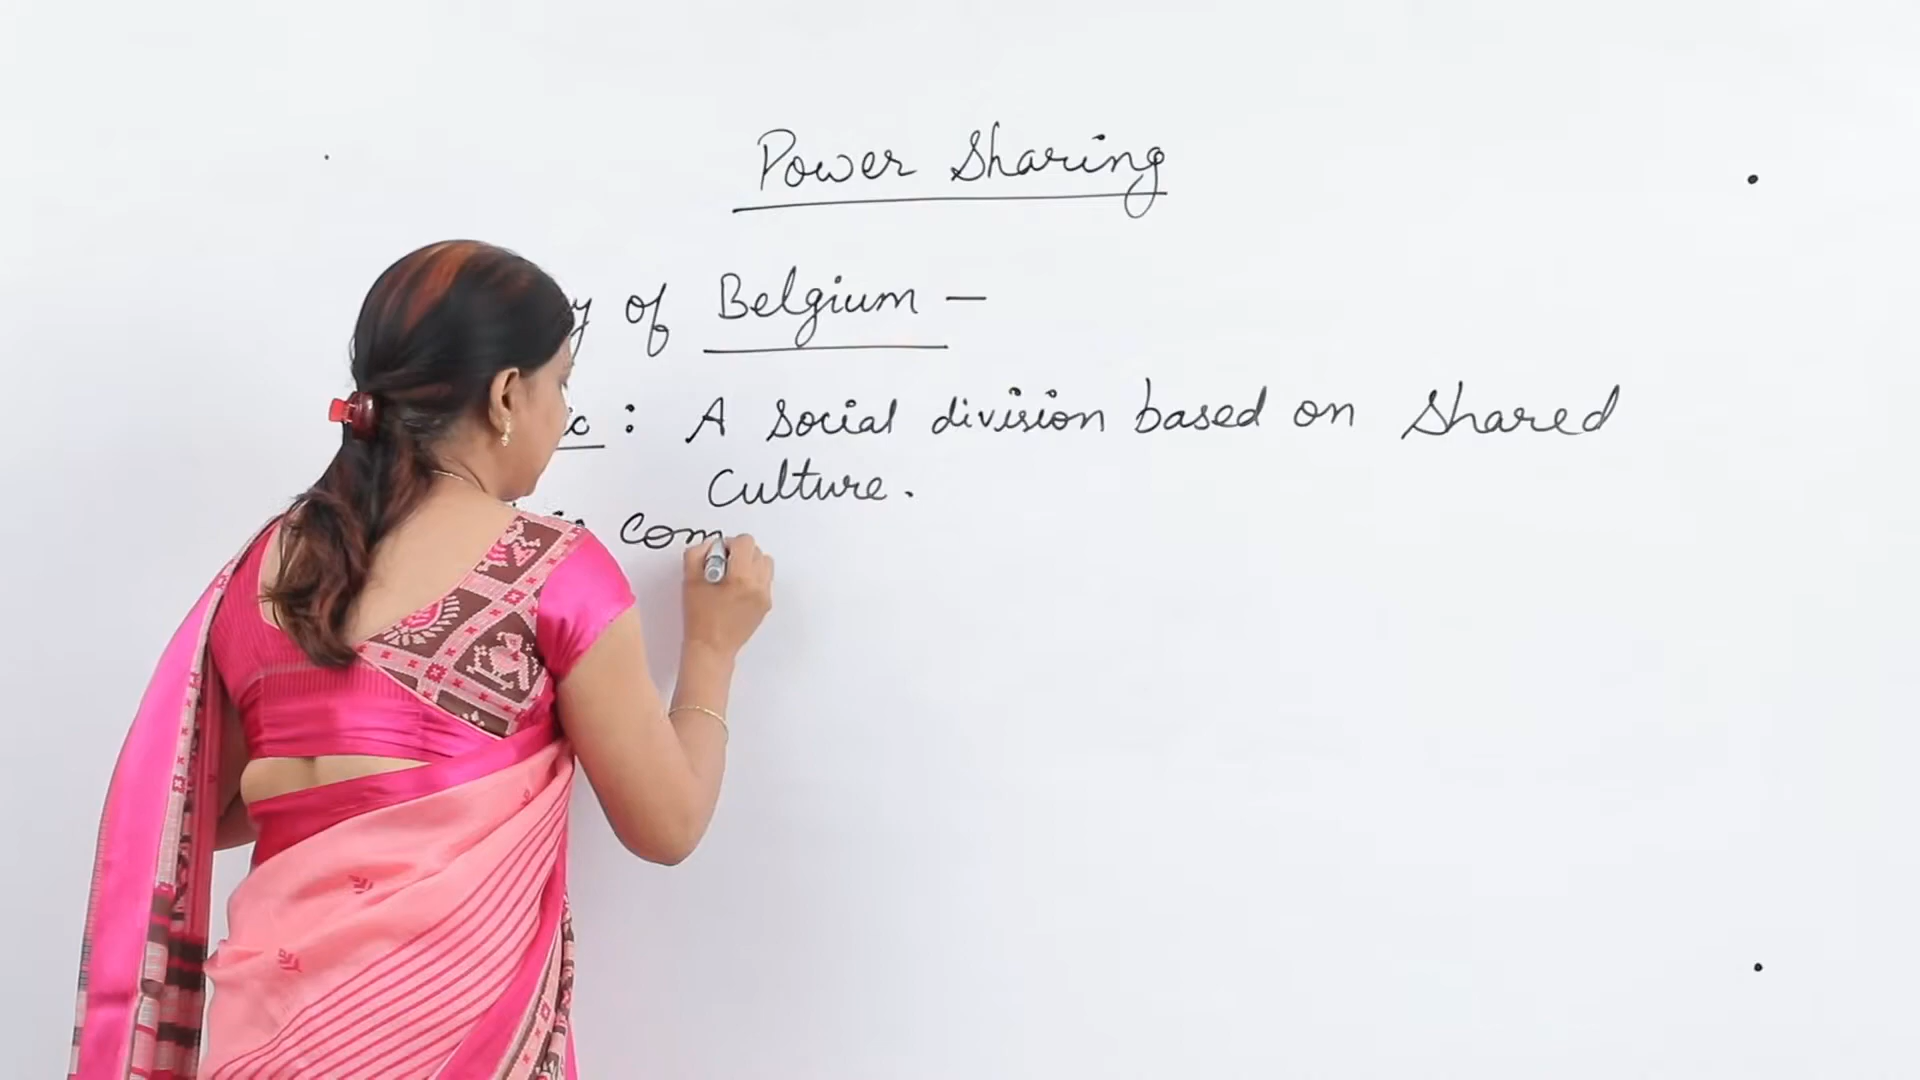 Power Sharing
of Belgium —
: A Social division based on Shared
Culture.
com